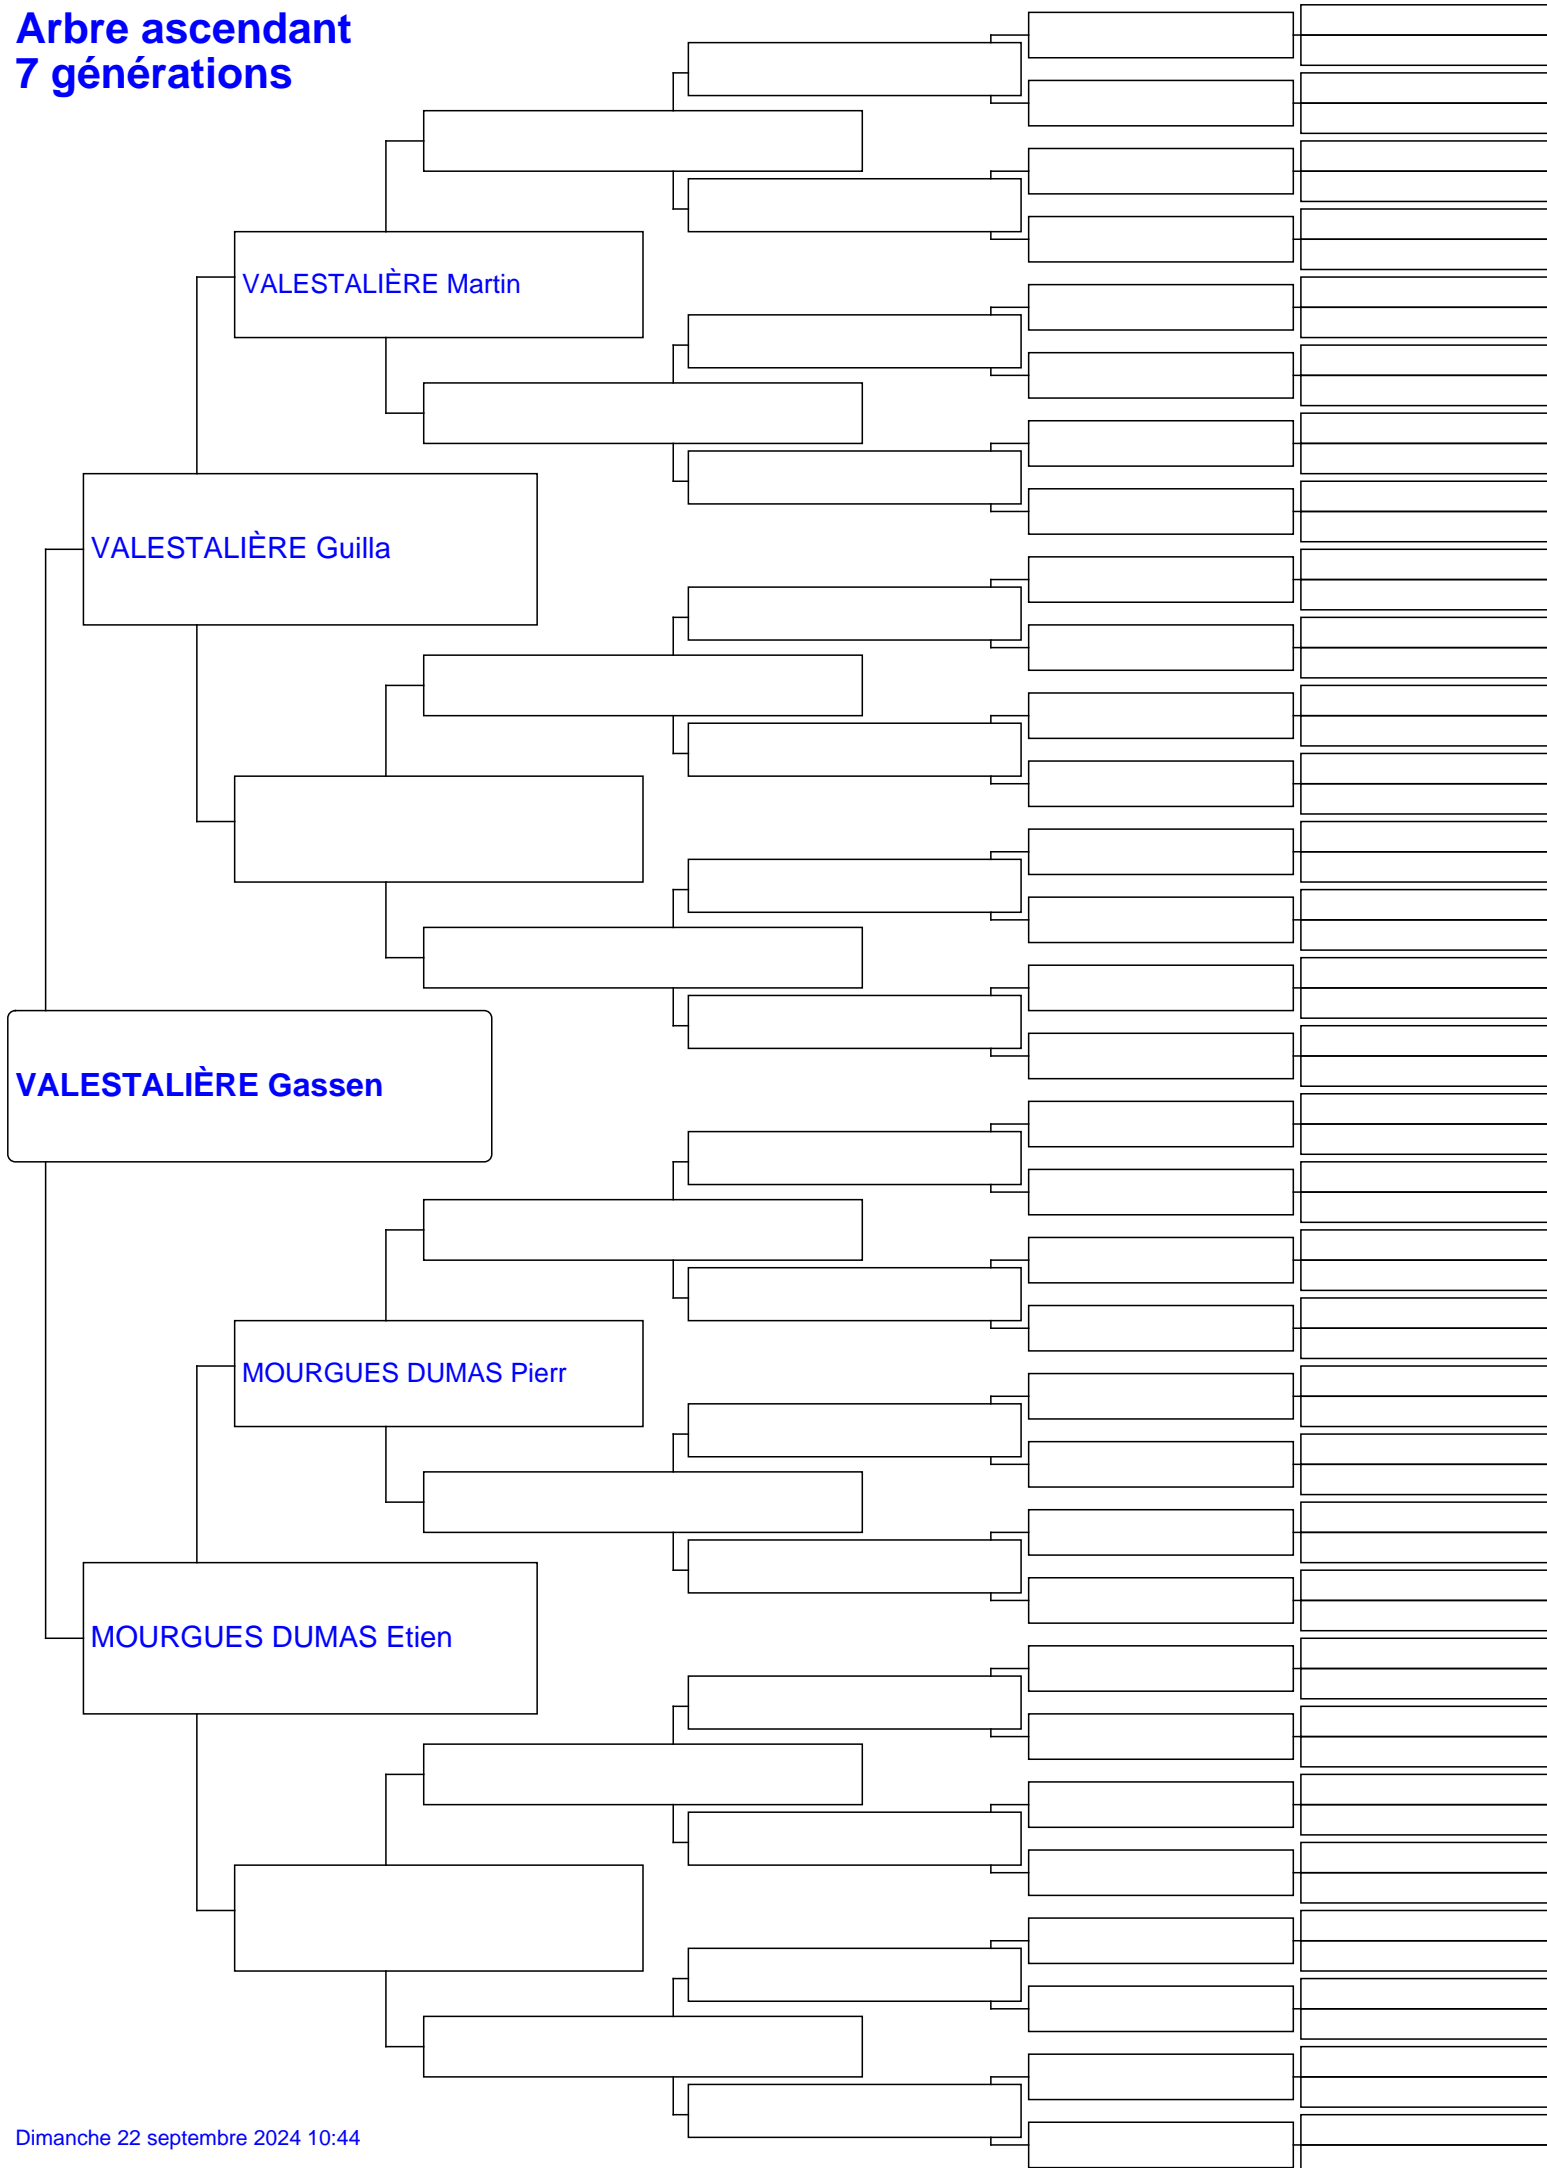 Arbre ascendant
7 générations
VALESTALIÈRE Martin
VALESTALIÈRE Guilla
VALESTALIÈRE Gassen
MOURGUES DUMAS Pierr
MOURGUES DUMAS Etien
Dimanche 22 septembre 2024 10:44